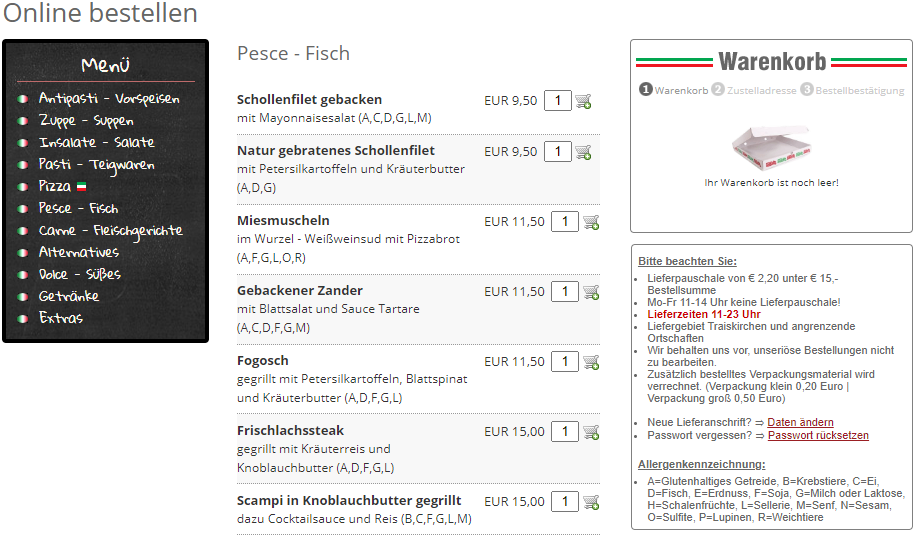 Online bestellen
Menü
Antipasti - Vorspeisen
Zuppe - Suppen
Insalate - Salate
Pasti - Teigwaren
Pizza
Pesce - Fisch
Carne - Fleischgerichte
Alternatives
Dolce - Süßes
Getränke
Extras
Pesce - Fisch
Schollenfilet gebacken EUR 9,50 1
mit Mayonnaisesalat (A,C,D,G,L,M)
Natur gebratenes Schollenfilet EUR 9,50 1
mit Petersilkartoffeln und Kräuterbutter
(A,D,G)
Miesmuscheln EUR 11,50 1
im Wurzel - Weißweinsud mit Pizzabrot
(A,F,G,L,O,R)
Gebackener Zander EUR 11,50 1
mit Blattsalat und Sauce Tartare
(A,C,D,F,G,M)
Fogosch EUR 11,50 1
gegrillt mit Petersilkartoffeln, Blattspinat
und Kräuterbutter (A,D,F,G,L)
Frischlachssteak EUR 15,00 1
gegrillt mit Kräuterreis und
Knoblauchbutter (A,D,F,G,L)
Scampi in Knoblauchbutter gegrillt EUR 15,00 1
dazu Cocktailsauce und Reis (B,C,F,G,L,M)
Warenkorb
1 Warenkorb 2 Zustelladresse 3 Bestellbestätigung
Ihr Warenkorb ist noch leer!
Bitte beachten Sie:
Lieferpauschale von € 2,20 unter € 15,-
Bestellsumme
Mo-Fr 11-14 Uhr keine Lieferpauschale!
Lieferzeiten 11-23 Uhr
Liefergebiet Traiskirchen und angrenzende
Ortschaften
Wir behalten uns vor, unseriöse Bestellungen nicht
zu bearbeiten.
Zusätzlich bestelltes Verpackungsmaterial wird
verrechnet. (Verpackung klein 0,20 Euro |
Verpackung groß 0,50 Euro)
Neue Lieferanschrift? ⇒ Daten ändern
Passwort vergessen? ⇒ Passwort rücksetzen
Allergenkennzeichnung:
A=Glutenhaltiges Getreide, B=Krebstiere, C=Ei,
D=Fisch, E=Erdnuss, F=Soja, G=Milch oder Laktose,
H=Schalenfrüchte, L=Sellerie, M=Senf, N=Sesam,
O=Sulfite, P=Lupinen, R=Weichtiere